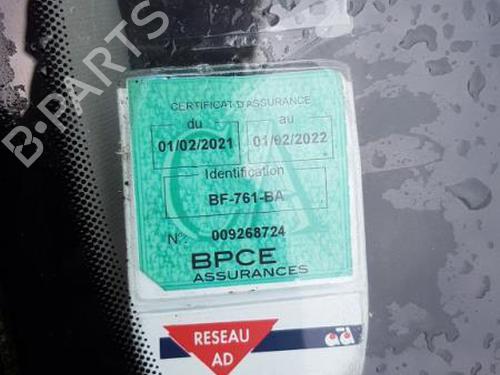 B-PARTS
CERTIFICAT D'ASSURANCE
du au
01/02/2021 01/02/2022
Identification
BF-761-BA
N°: 009268724
BPCE
ASSURANCES
RESEAU
AD